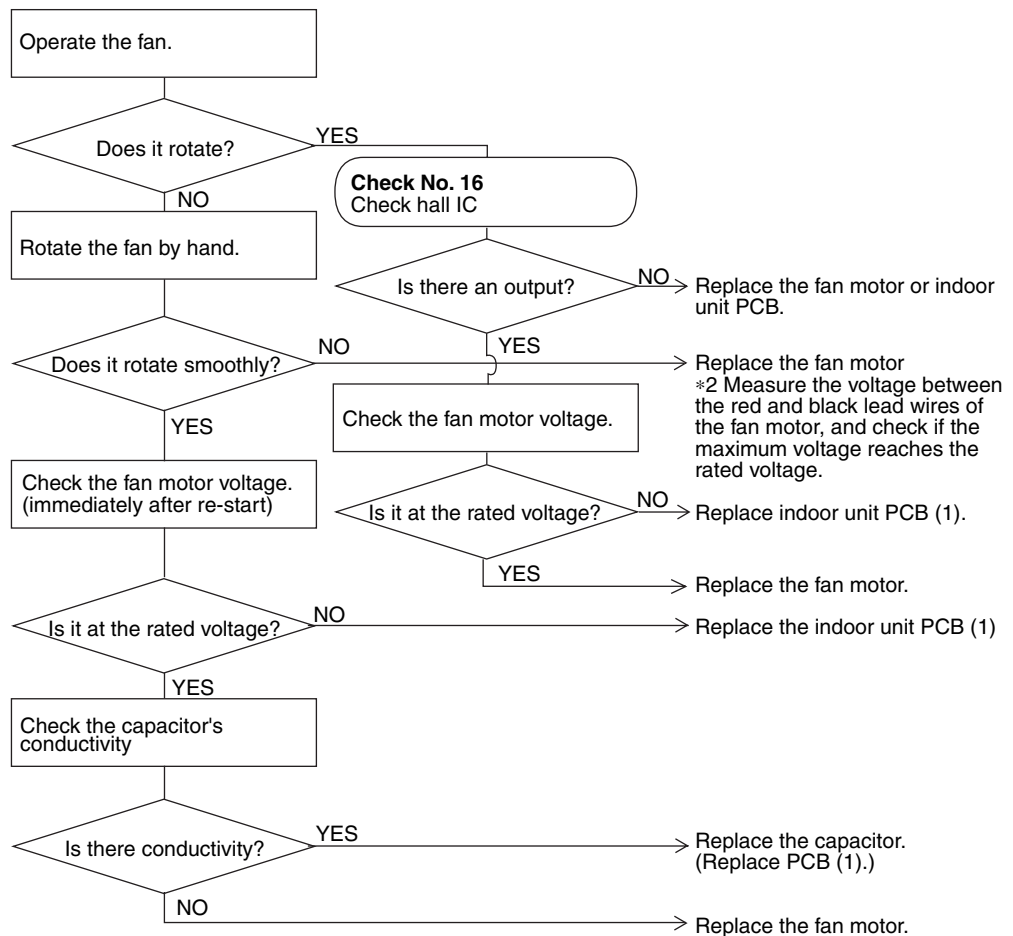 Operate the fan.
Does it rotate?
YES
NO
Check No. 16
Check hall IC
Rotate the fan by hand.
Is there an output?
NO
Replace the fan motor or indoor
unit PCB.
YES
Does it rotate smoothly?
NO
Replace the fan motor
*2 Measure the voltage between
the red and black lead wires of
the fan motor, and check if the
maximum voltage reaches the
rated voltage.
YES
Check the fan motor voltage.
Check the fan motor voltage.
(immediately after re-start)
Is it at the rated voltage?
NO
Replace indoor unit PCB (1).
YES
Replace the fan motor.
Is it at the rated voltage?
NO
Replace the indoor unit PCB (1)
YES
Check the capacitor's
conductivity
Is there conductivity?
YES
Replace the capacitor.
(Replace PCB (1).)
NO
Replace the fan motor.